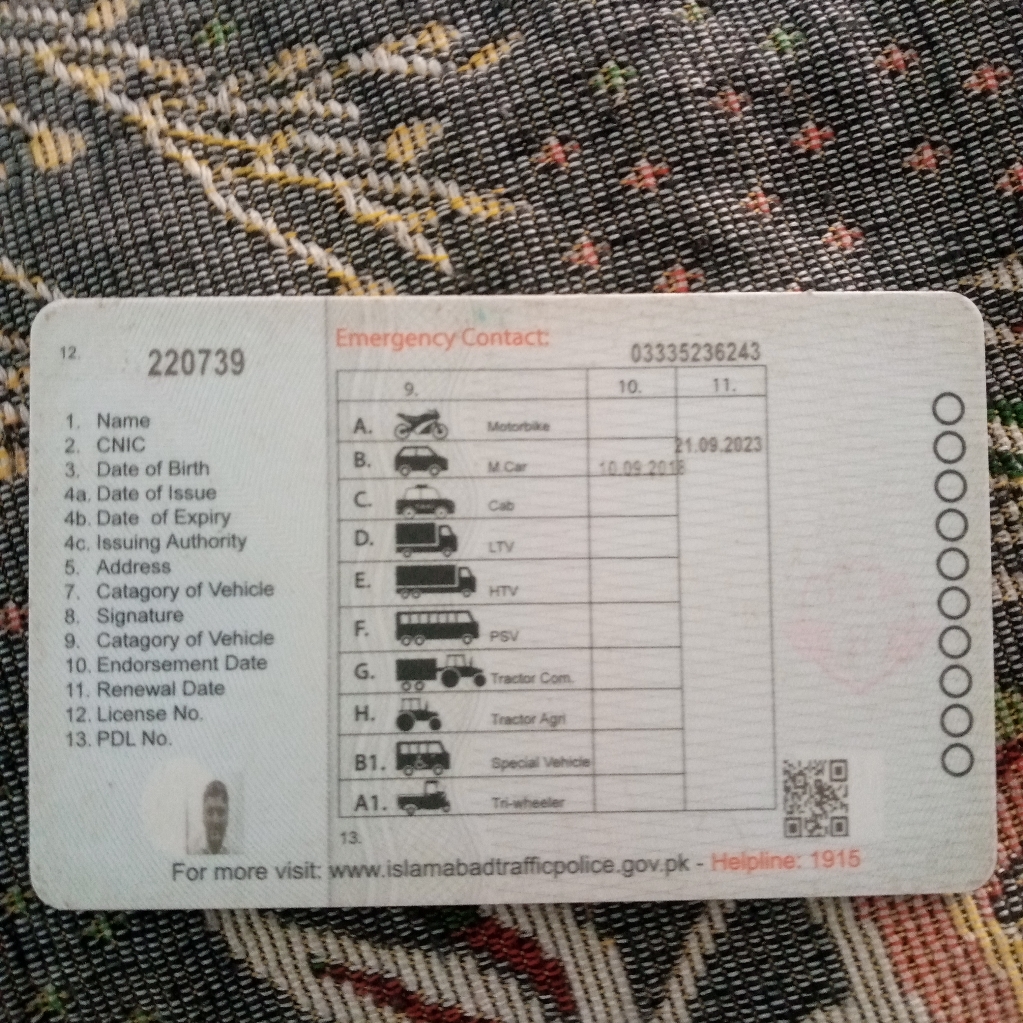 12. 220739
1. Name
2. CNIC
3. Date of Birth
4a. Date of Issue
4b. Date of Expiry
4c. Issuing Authority
5. Address
7. Catagory of Vehicle
8. Signature
9. Catagory of Vehicle
10. Endorsement Date
11. Renewal Date
12. License No.
13. PDL No.
Emergency Contact: 03335236243
9. 10. 11.
A. Motorbike
21.09.2023
B. M.Car 10.09.2018
C. Cab
D. LTV
E. HTV
F. PSV
G. Tractor Com.
H. Tractor Agri
B1. Special Vehicle
A1. Tri-wheeler
13.
For more visit: www.islamabadtrafficpolice.gov.pk - Helpline: 1915